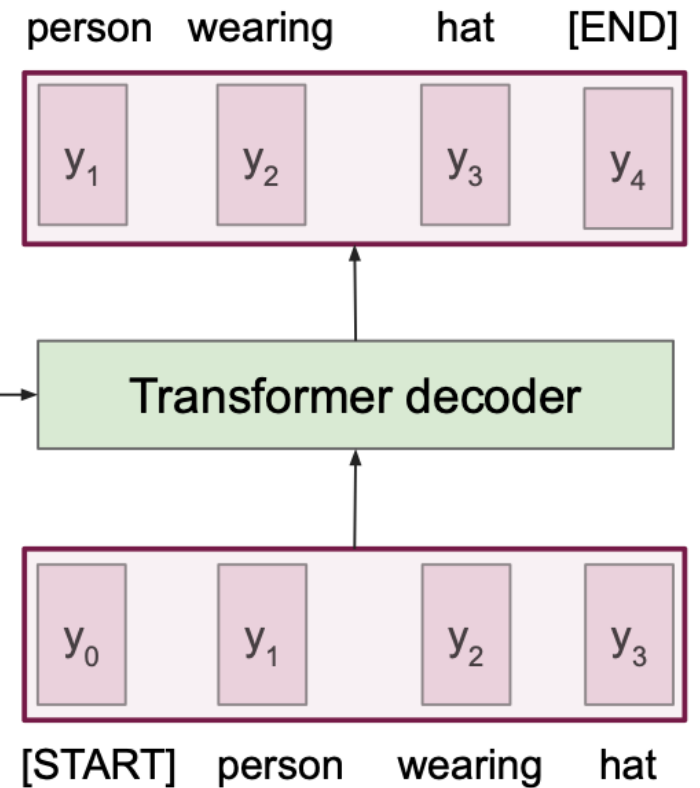 person wearing hat [END]
y₁ y₂ y₃ y₄
Transformer decoder
y₀ y₁ y₂ y₃
[START] person wearing hat